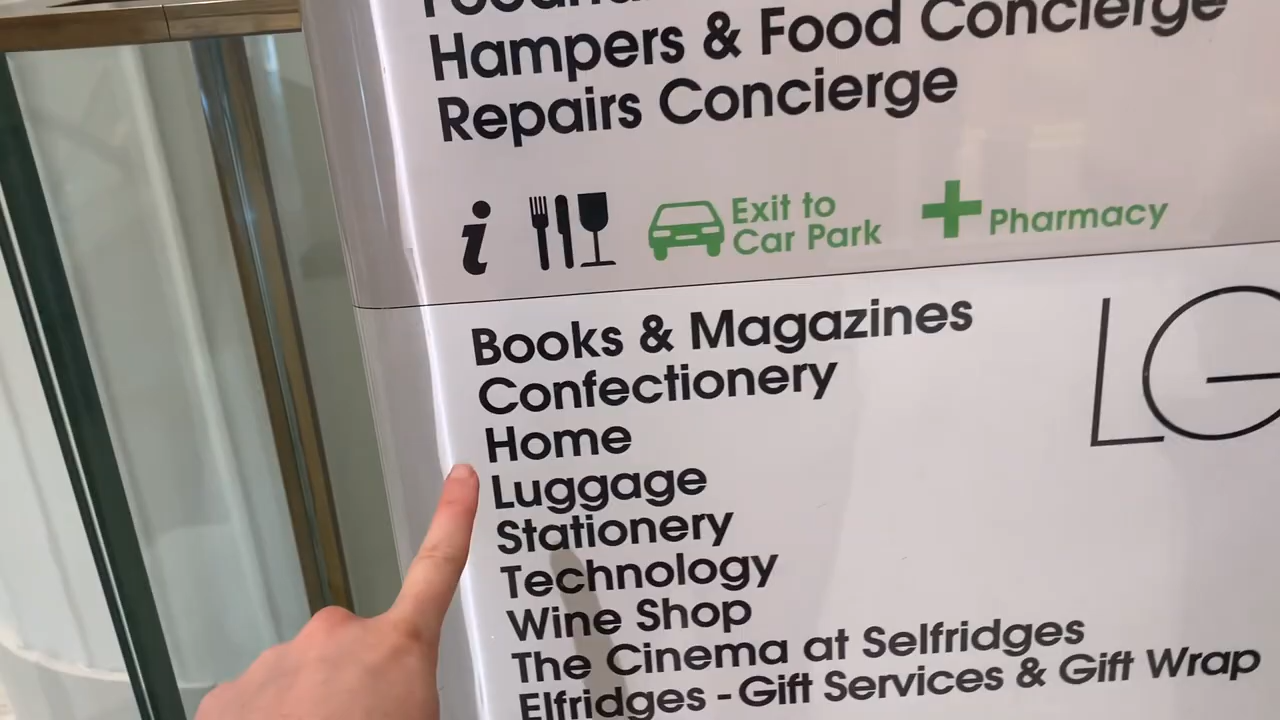 Hampers & Food Concierge
Repairs Concierge
i
Exit to
Car Park
Pharmacy
Books & Magazines
Confectionery
Home
Luggage
Stationery
Technology
Wine Shop
The Cinema at Selfridges
Elfridges - Gift Services & Gift Wrap
LG